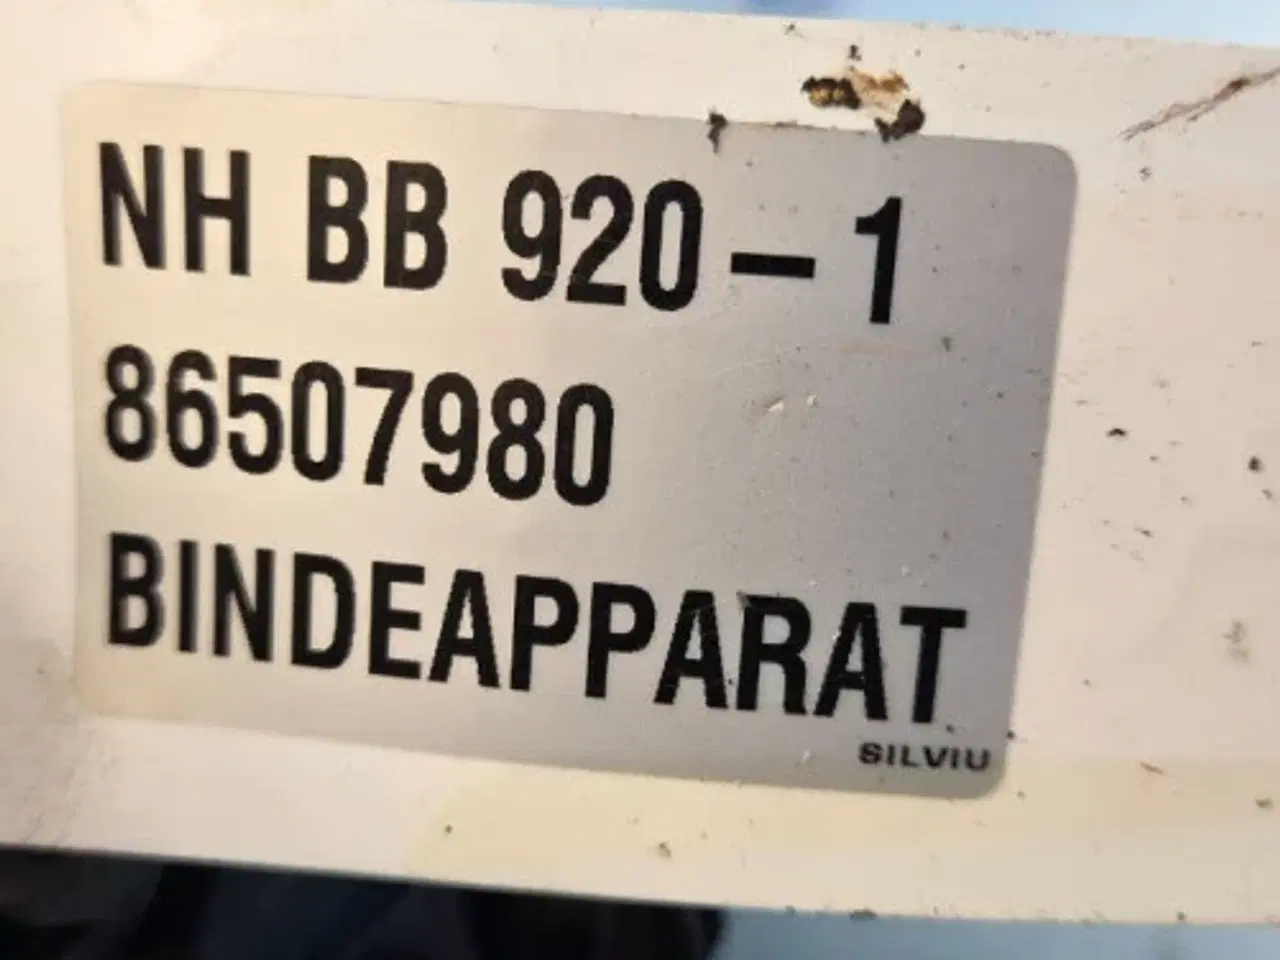 NH BB 920-1
86507980
BINDEAPPARAT
SILVIU